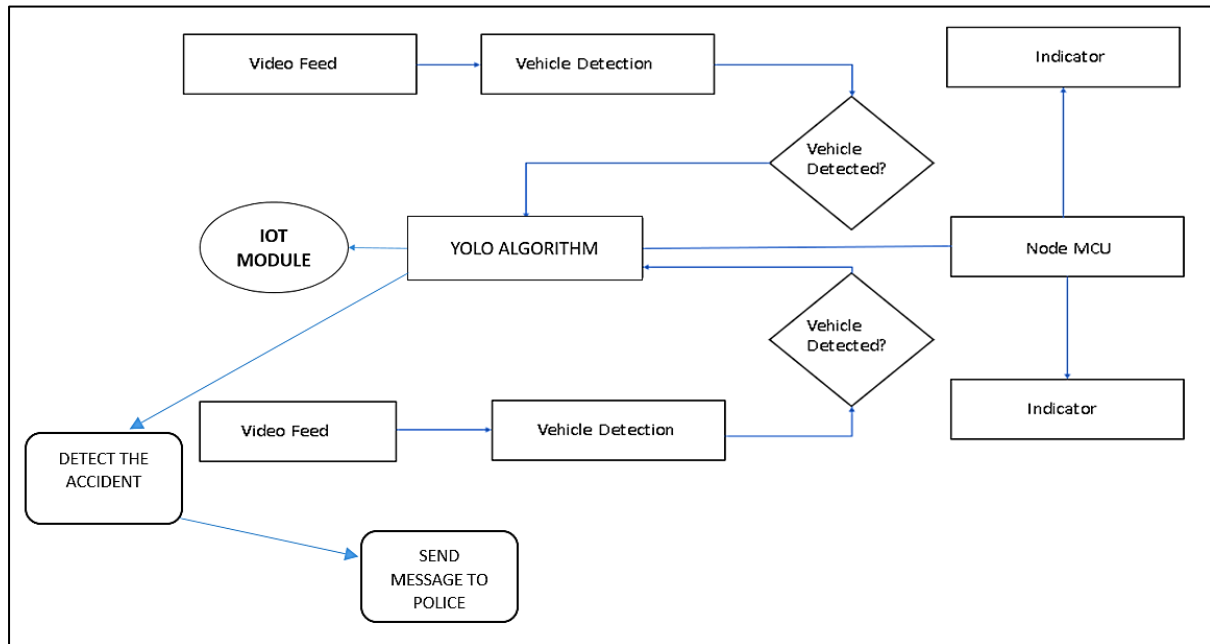 Video Feed
Vehicle Detection
Indicator
Vehicle
Detected?
IOT
MODULE
YOLO ALGORITHM
Node MCU
Vehicle
Detected?
Video Feed
Vehicle Detection
Indicator
DETECT THE
ACCIDENT
SEND
MESSAGE TO
POLICE